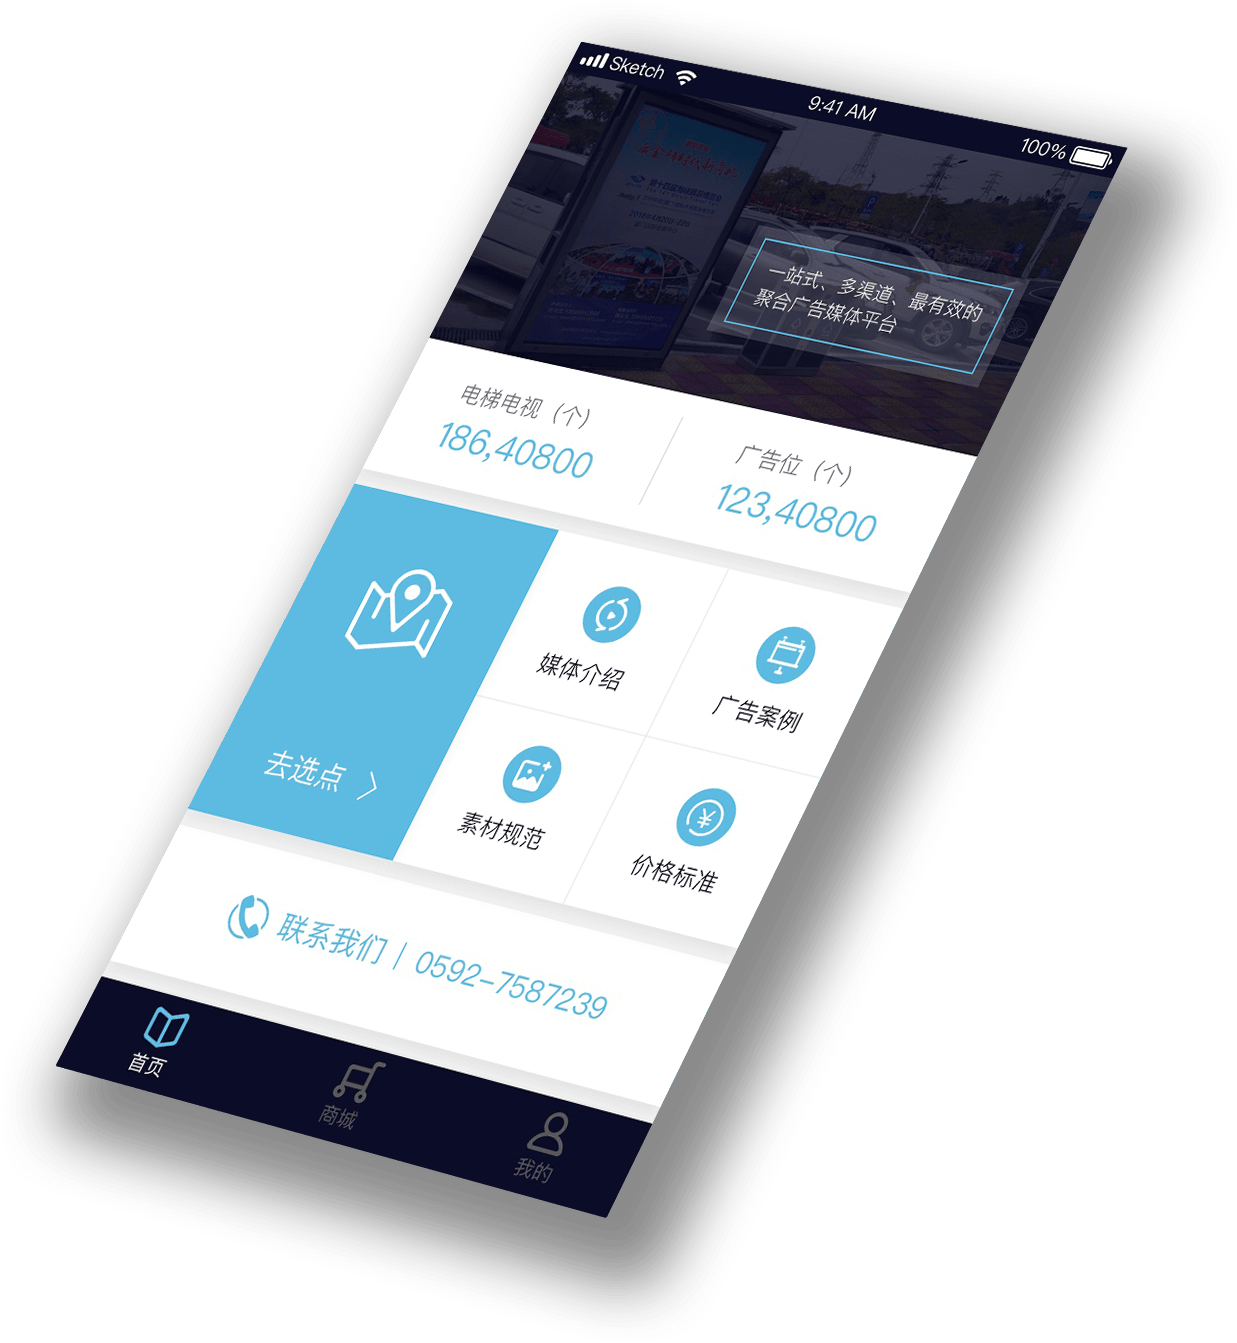 Sketch
9:41 AM
100%
一站式、多渠道、最有效的
聚合广告媒体平台
电梯电视（个）
186,40800
广告位（个）
123,40800
去选点
媒体介绍
广告案例
素材规范
价格标准
联系我们 | 0592-7587239
首页
商城
我的